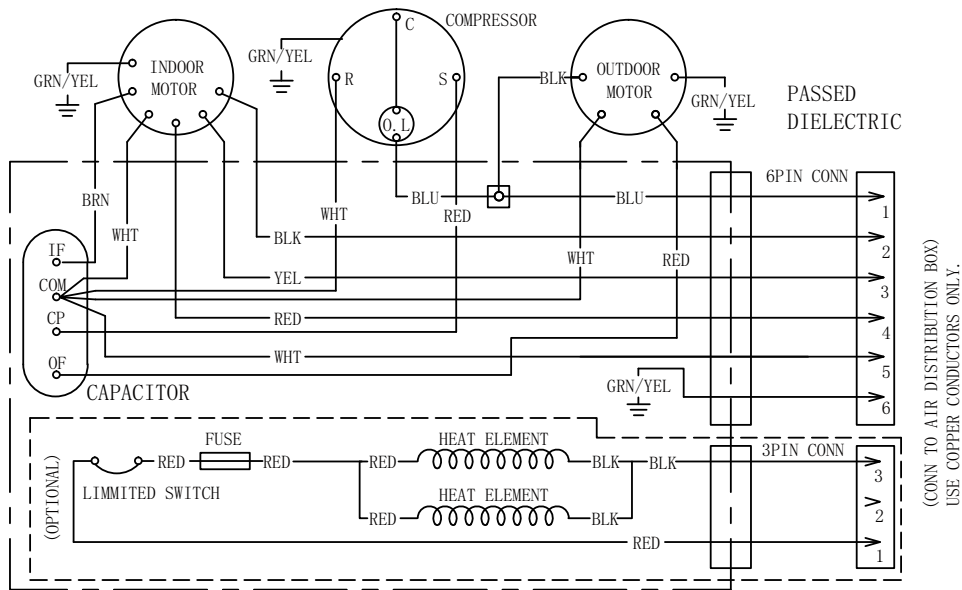 COMPRESSOR
C
GRN/YEL
GRN/YEL
INDOOR
MOTOR
R
S
O.L
BLK
OUTDOOR
MOTOR
GRN/YEL
PASSED
DIELECTRIC
6PIN CONN
BRN
WHT
BLU
BLU
1
RED
WHT
BLK
2
IF
WHT
RED
COM
YEL
3
CP
RED
4
OF
WHT
5
CAPACITOR
GRN/YEL
6
(CONN TO AIR DISTRIBUTION BOX)
USE COPPER CONDUCTORS ONLY.
(OPTIONAL)
FUSE
HEAT ELEMENT
3PIN CONN
RED
RED
RED
BLK
BLK
3
LIMMITED SWITCH
HEAT ELEMENT
RED
BLK
2
RED
1